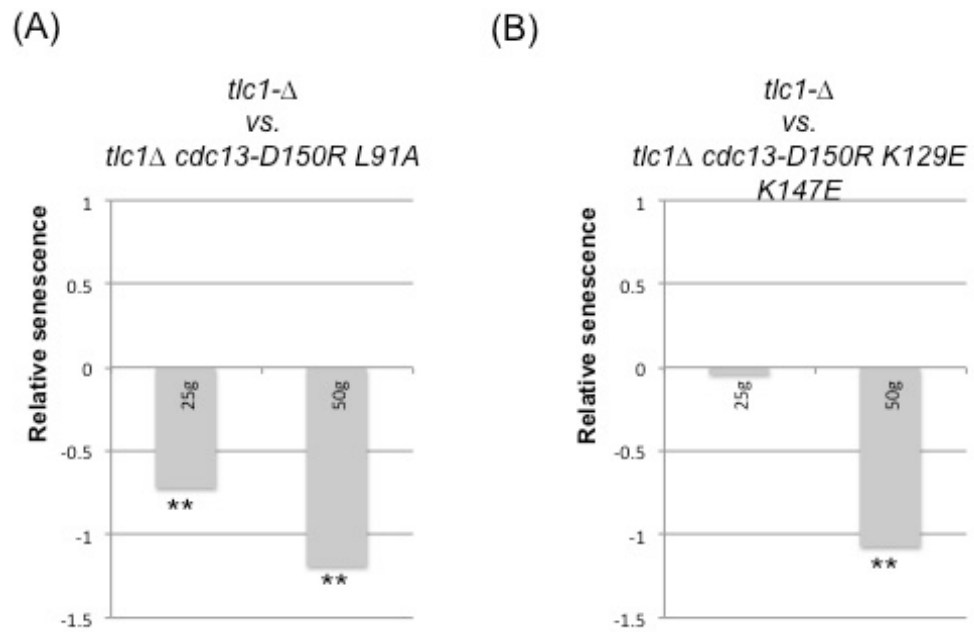 (A)
tlc1-Δ
vs.
tlc1Δ cdc13-D150R L91A
Relative senescence
1
0.5
0
-0.5
-1
-1.5
25g
50g
**
**
(B)
tlc1-Δ
vs.
tlc1Δ cdc13-D150R K129E
K147E
Relative senescence
1
0.5
0
-0.5
-1
-1.5
25g
50g
**